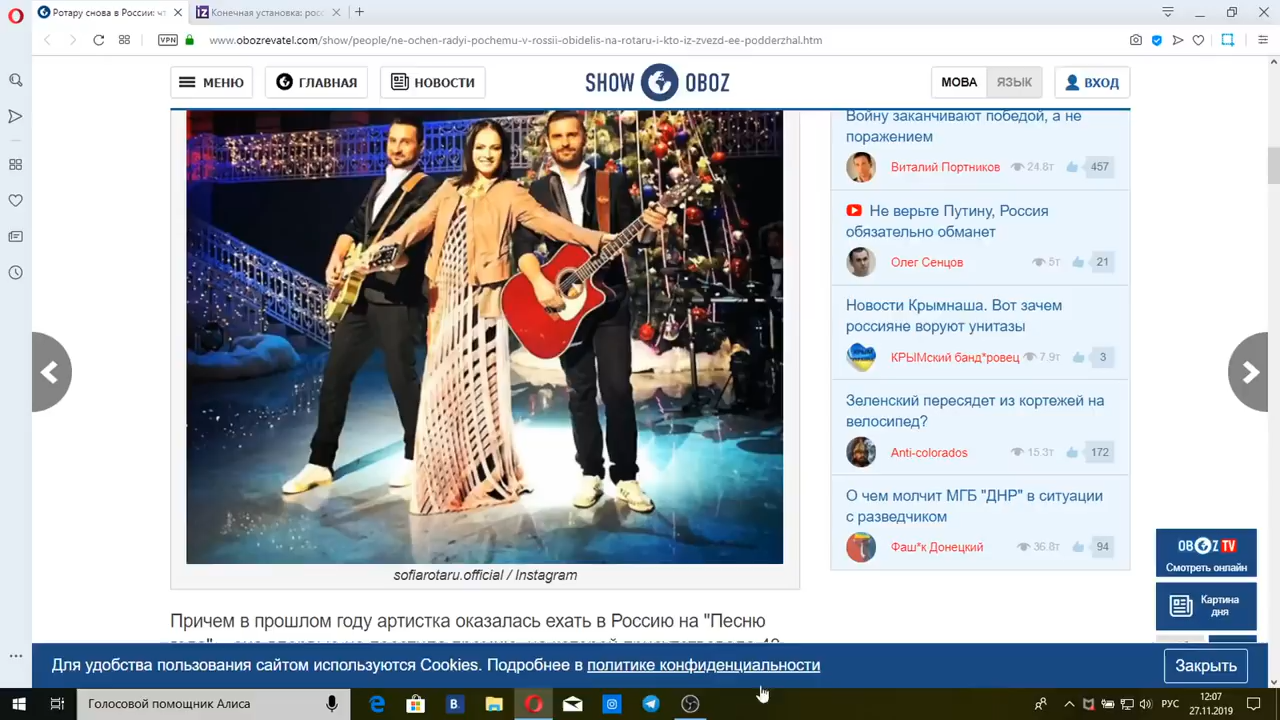 Ротару снова в России: чт
Конечная установка: рос
VPN
www.obozrevatel.com/show/people/ne-ochen-radyi-pochemu-v-rossii-obidelis-na-rotaru-i-kto-iz-zvezd-ee-podderzhal.htm
МЕНЮ
ГЛАВНАЯ
НОВОСТИ
SHOW OBOZ
МОВА
ЯЗЫК
ВХОД
Войну заканчивают победой, а не
поражением
Виталий Портников 24.8т 457
Не верьте Путину, Россия
обязательно обманет
Олег Сенцов 5т 21
Новости Крымнаша. Вот зачем
россияне воруют унитазы
КРЫМский банд*ровец 7.9т 3
Зеленский пересядет из кортежей на
велосипед?
Anti-colorados 15.3т 172
О чем молчит МГБ "ДНР" в ситуации
с разведчиком
Фаш*к Донецкий 36.8т 94
OBOZ TV
Смотреть онлайн
Картина
дня
sofiarotaru.official / Instagram
Причем в прошлом году артистка оказалась ехать в Россию на "Песню
Для удобства пользования сайтом используются Cookies. Подробнее в политике конфиденциальности
Закрыть
Голосовой помощник Алиса
РУС
12:07
27.11.2019